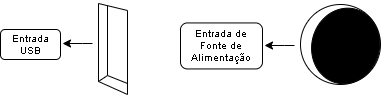 Entrada
USB
Entrada de
Fonte de
Alimentação